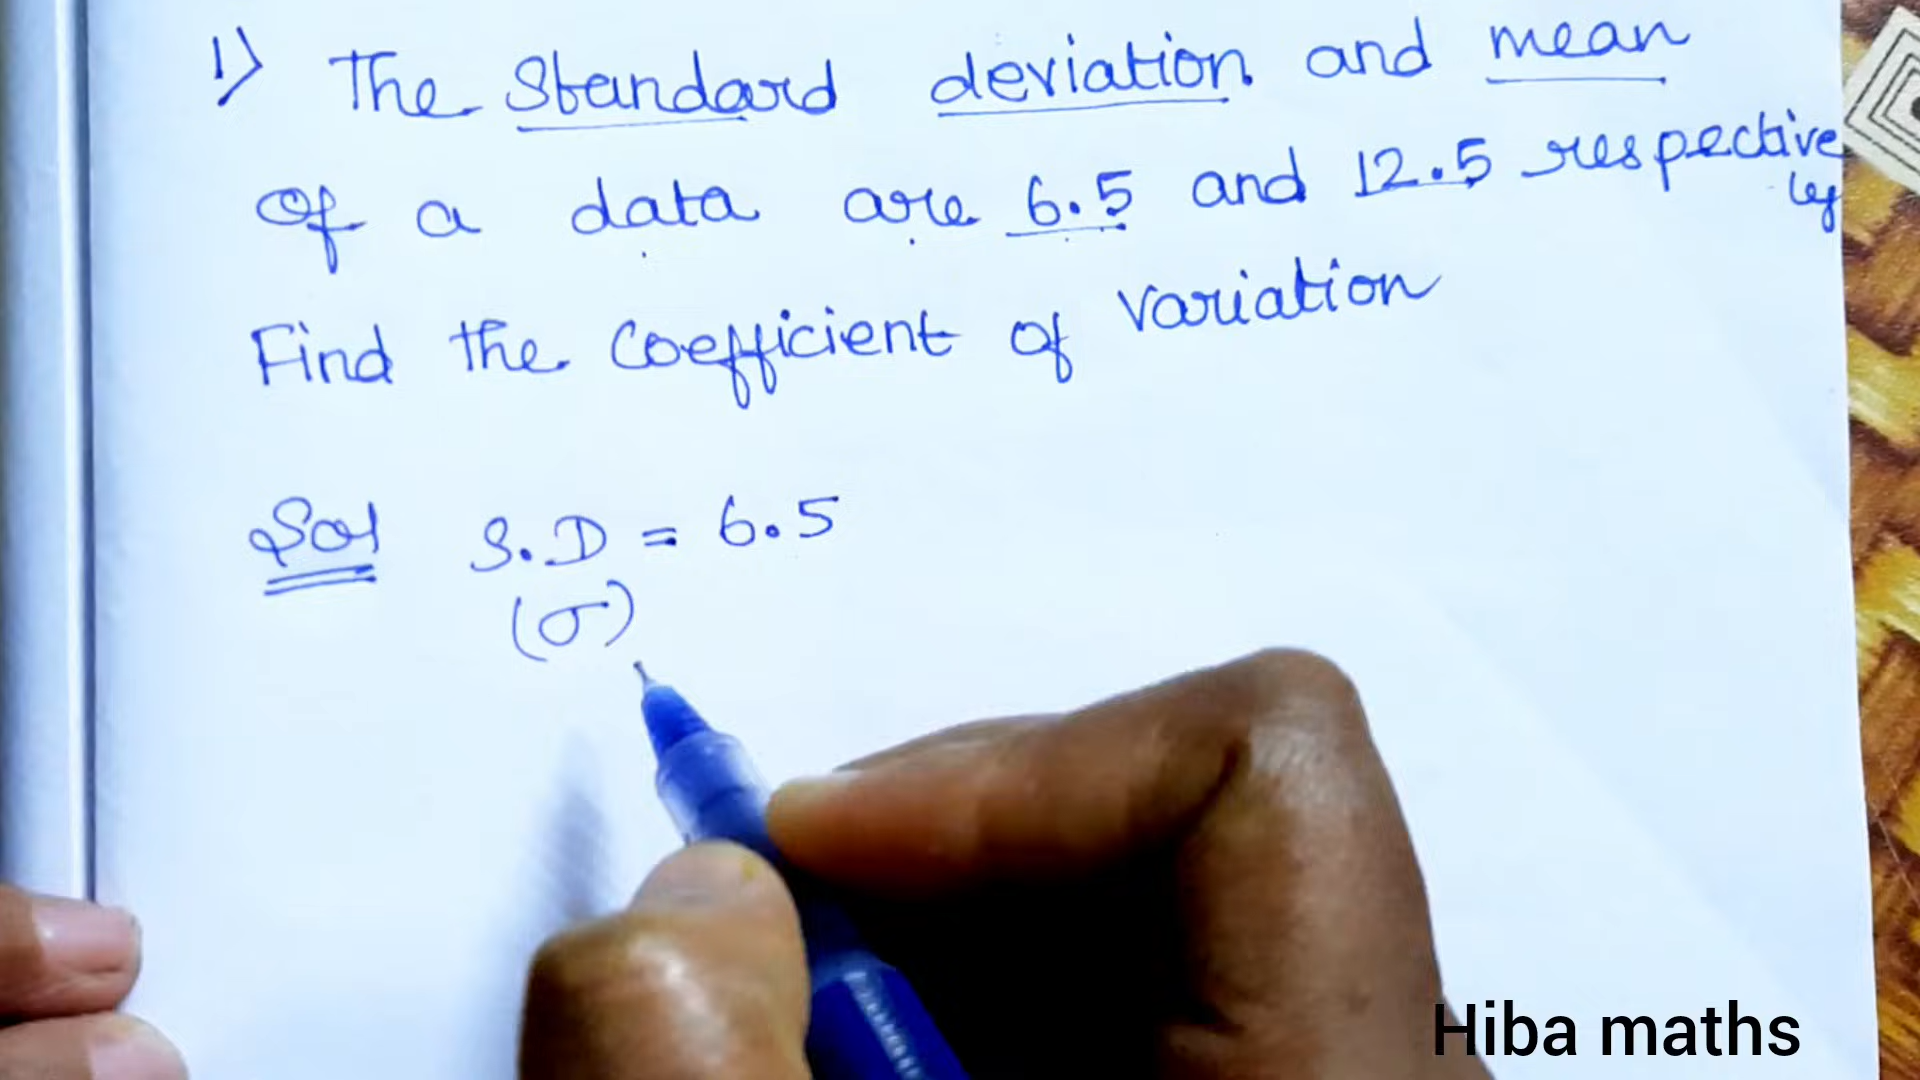 1) The Standard deviation and mean
of a data are 6.5 and 12.5 respectively
Find the Coefficient of Variation
Sol S.D = 6.5
(σ)
Hiba maths